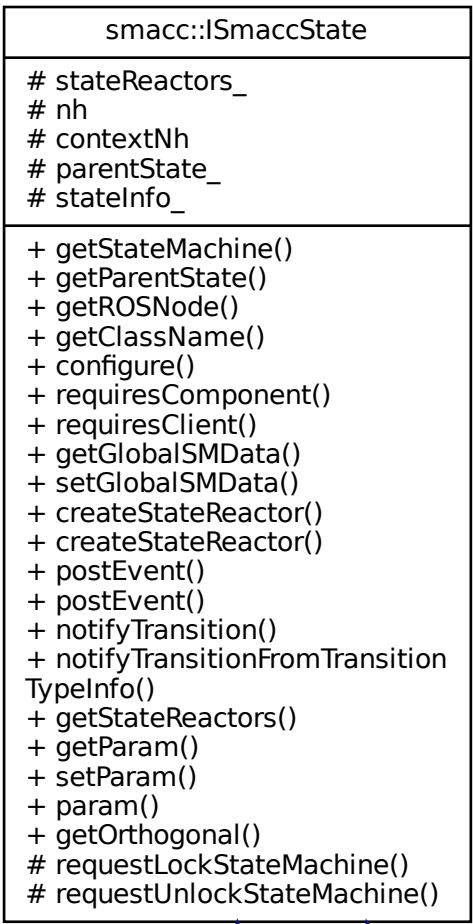 smacc::ISmaccState
# stateReactors_
# nh
# contextNh
# parentState_
# stateInfo_
+ getStateMachine()
+ getParentState()
+ getROSNode()
+ getClassName()
+ configure()
+ requiresComponent()
+ requiresClient()
+ getGlobalSMData()
+ setGlobalSMData()
+ createStateReactor()
+ createStateReactor()
+ postEvent()
+ postEvent()
+ notifyTransition()
+ notifyTransitionFromTransition
TypeInfo()
+ getStateReactors()
+ getParam()
+ setParam()
+ param()
+ getOrthogonal()
# requestLockStateMachine()
# requestUnlockStateMachine()